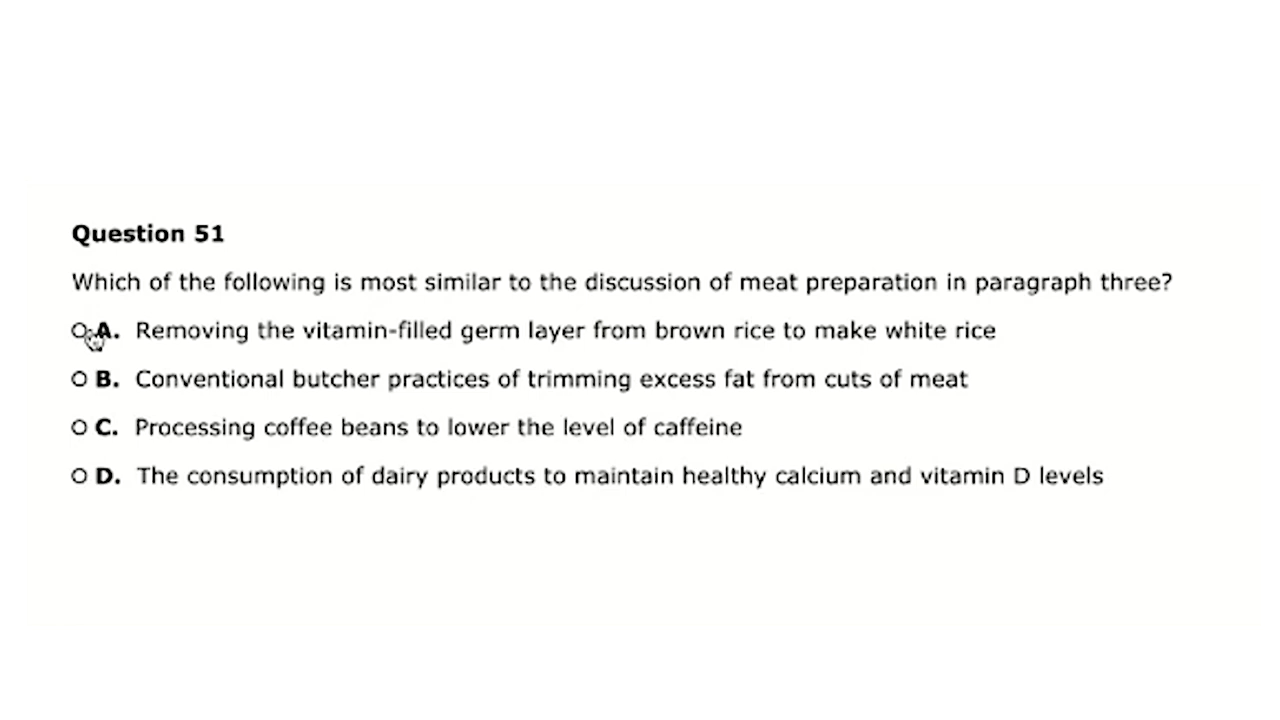 Question 51
Which of the following is most similar to the discussion of meat preparation in paragraph three?
A. Removing the vitamin-filled germ layer from brown rice to make white rice
B. Conventional butcher practices of trimming excess fat from cuts of meat
C. Processing coffee beans to lower the level of caffeine
D. The consumption of dairy products to maintain healthy calcium and vitamin D levels